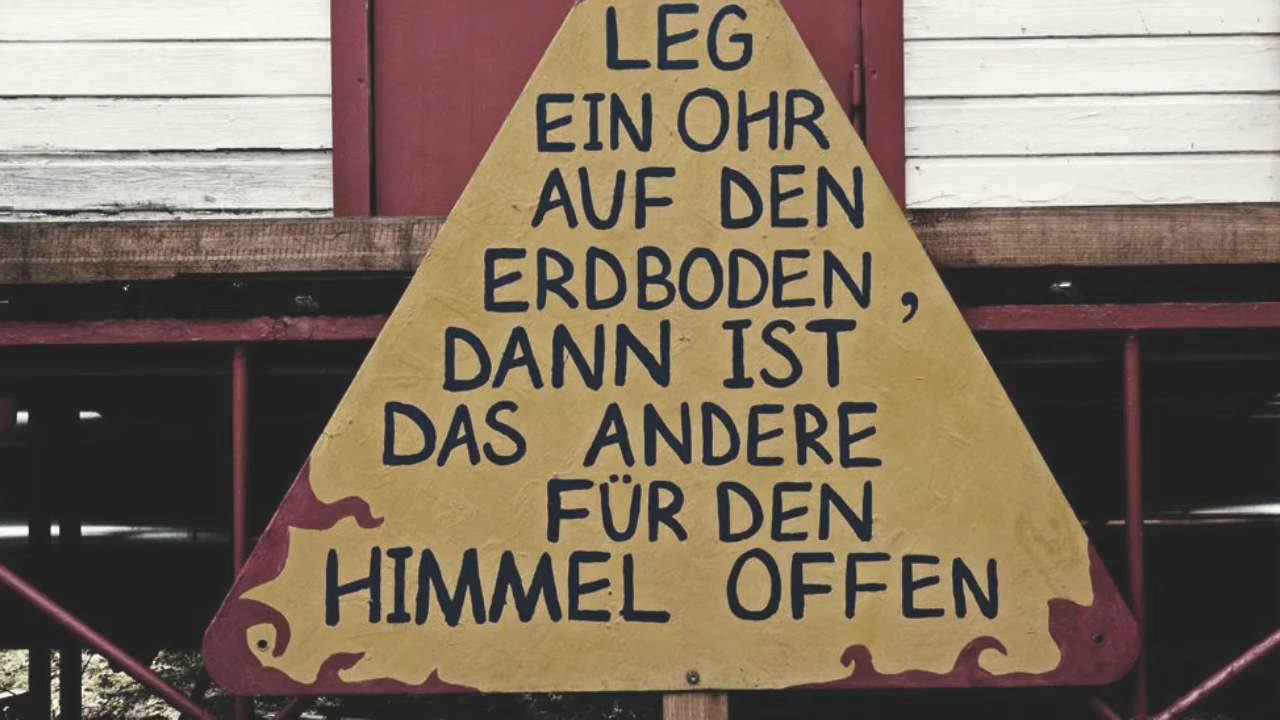 LEG
EIN OHR
AUF DEN
ERDBODEN,
DANN IST
DAS ANDERE
FÜR DEN
HIMMEL OFFEN